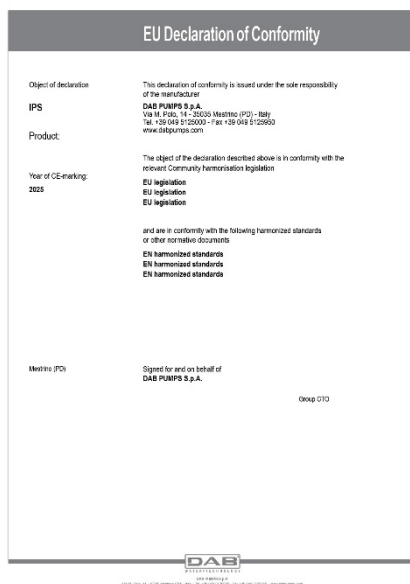 EU Declaration of Conformity
Object of declaration
This declaration of conformity is issued under the sole responsibility
of the manufacturer
IPS
DAB PUMPS S.p.A.
Via M. Polo, 14 - 35035 Mestrino (PD) - Italy
Tel. +39 049 5125000 - Fax +39 049 5125950
www.dabpumps.com
Product:
The object of the declaration described above is in conformity with the
relevant Community harmonisation legislation
Year of CE-marking:
2025
EU legislation
EU legislation
EU legislation
and are in conformity with the following harmonized standards
or other normative documents
EN harmonized standards
EN harmonized standards
EN harmonized standards
Mestrino (PD)
Signed for and on behalf of
DAB PUMPS S.p.A.
Group CTO
DAB